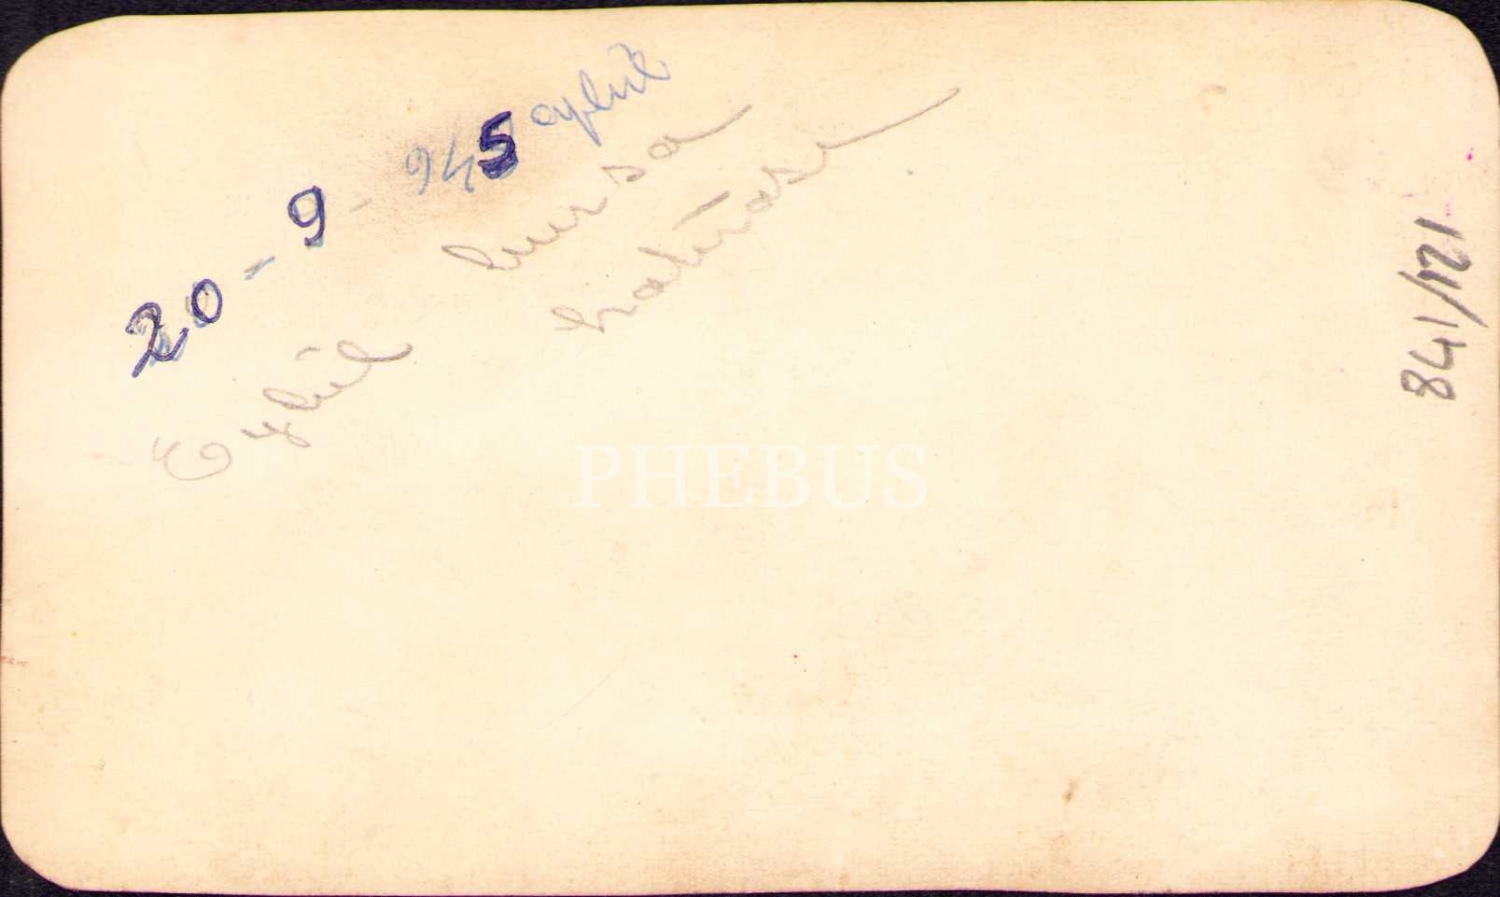 20-9-945 eylül
Eylül bursa
hatırası
841/121
PHEBUS